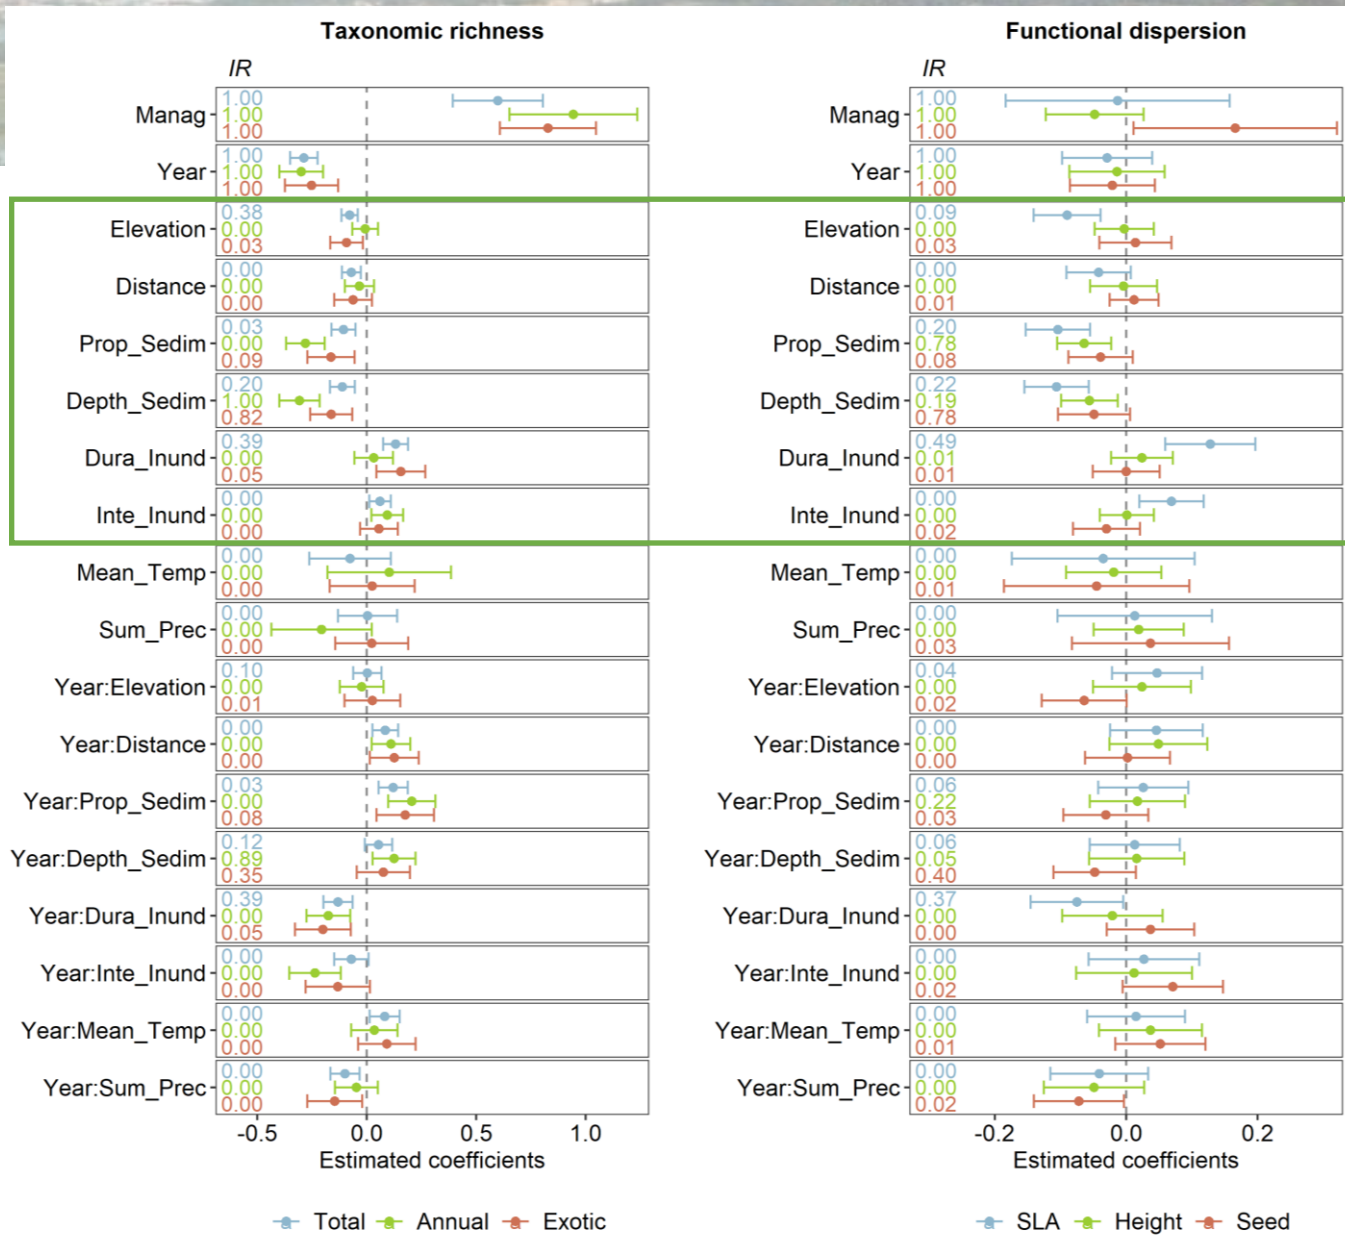 Taxonomic richness
IR
Manag
1.00
1.00
1.00
Year
1.00
1.00
1.00
Elevation
0.38
0.00
0.03
Distance
0.00
0.00
0.00
Prop_Sedim
0.03
0.00
0.09
Depth_Sedim
0.20
1.00
0.82
Dura_Inund
0.39
0.00
0.05
Inte_Inund
0.00
0.00
0.00
Mean_Temp
0.00
0.00
0.00
Sum_Prec
0.00
0.00
0.00
Year:Elevation
0.10
0.00
0.01
Year:Distance
0.00
0.00
0.00
Year:Prop_Sedim
0.03
0.00
0.08
Year:Depth_Sedim
0.12
0.89
0.35
Year:Dura_Inund
0.39
0.00
0.05
Year:Inte_Inund
0.00
0.00
0.00
Year:Mean_Temp
0.00
0.00
0.00
Year:Sum_Prec
0.00
0.00
0.00
-0.5 0.0 0.5 1.0
Estimated coefficients
Total Annual Exotic
Functional dispersion
IR
Manag
1.00
1.00
1.00
Year
1.00
1.00
1.00
Elevation
0.09
0.00
0.03
Distance
0.00
0.00
0.01
Prop_Sedim
0.20
0.78
0.08
Depth_Sedim
0.22
0.19
0.78
Dura_Inund
0.49
0.01
0.01
Inte_Inund
0.00
0.00
0.02
Mean_Temp
0.00
0.00
0.01
Sum_Prec
0.00
0.00
0.03
Year:Elevation
0.04
0.00
0.02
Year:Distance
0.00
0.00
0.00
Year:Prop_Sedim
0.06
0.22
0.03
Year:Depth_Sedim
0.06
0.05
0.40
Year:Dura_Inund
0.37
0.00
0.00
Year:Inte_Inund
0.00
0.00
0.02
Year:Mean_Temp
0.00
0.00
0.01
Year:Sum_Prec
0.00
0.00
0.02
-0.2 0.0 0.2
Estimated coefficients
SLA Height Seed